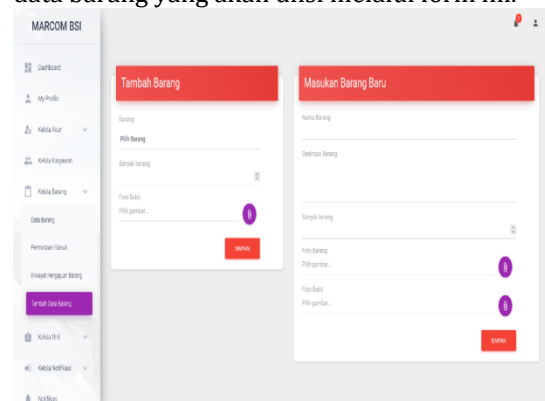 data barang yang akan diisi melalui form ini.
MARCOM BSI
Dashboard
My Profile
Kelola Akun
Kelola Karyawan
Kelola Barang
Data Barang
Permintaan Masuk
Riwayat Pengajuan Barang
Tambah Data Barang
Kelola Unit
Kelola Notifikasi
Notifikasi
Tambah Barang
Barang
Pilih Barang
Banyak barang
Foto Bukti
Pilih gambar...
SIMPAN
Masukan Barang Baru
Nama Barang
Deskripsi Barang
Banyak barang
Foto Barang
Pilih gambar...
Foto Bukti
Pilih gambar...
SIMPAN